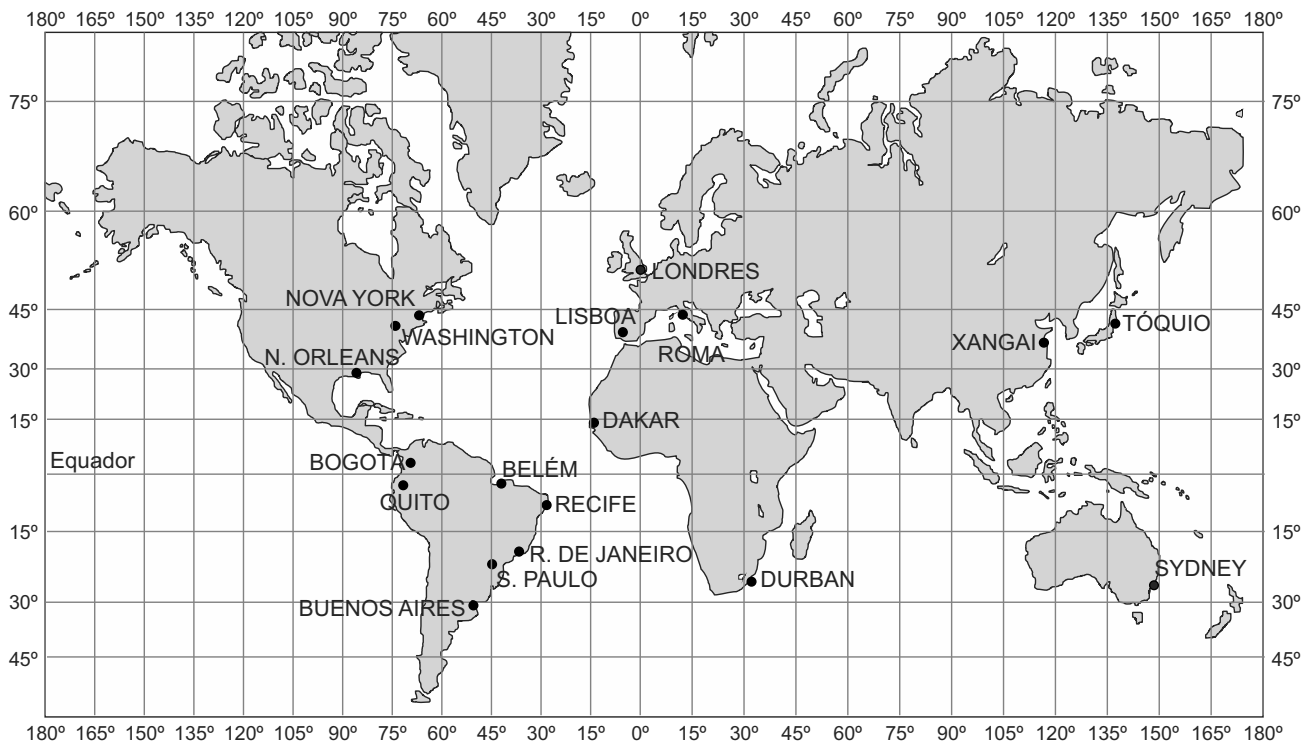 180º 165º 150º 135º 120º 105º 90º 75º 60º 45º 30º 15º 0º 15º 30º 45º 60º 75º 90º 105º 120º 135º 150º 165º 180º
75º 75º
60º 60º
LONDRES
NOVA YORK
45º LISBOA 45º
WASHINGTON TÓQUIO
XANGAI
N. ORLEANS ROMA
30º 30º
15º DAKAR 15º
Equador BOGOTÁ BELÉM
QUITO RECIFE
15º 15º
R. DE JANEIRO
SYDNEY
S. PAULO DURBAN
30º BUENOS AIRES 30º
45º 45º
180º 165º 150º 135º 120º 105º 90º 75º 60º 45º 30º 15º 0º 15º 30º 45º 60º 75º 90º 105º 120º 135º 150º 165º 180º